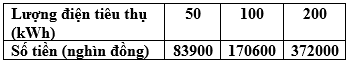 Lượng điện tiêu thụ 50 100 200
(kWh)
Số tiền (nghìn đồng) 83900 170600 372000